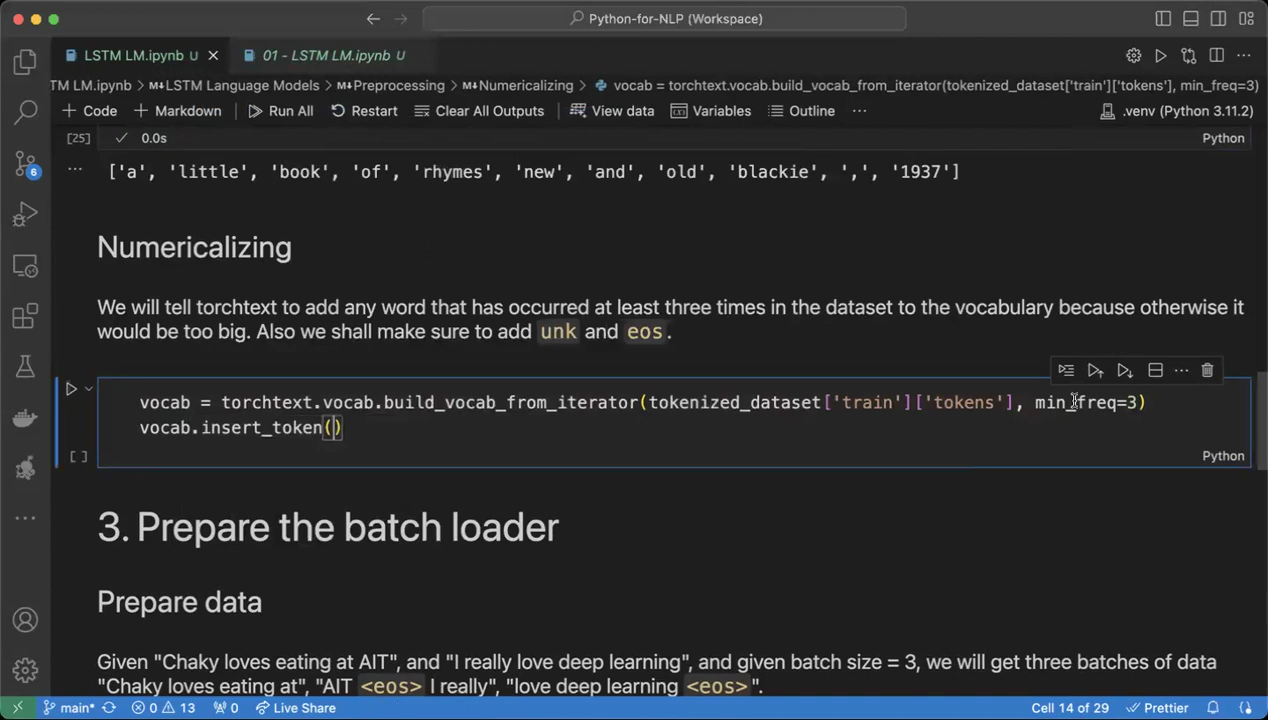 Python-for-NLP (Workspace)
LSTM LM.ipynb U
01 - LSTM LM.ipynb U
TM LM.ipynb > LSTM Language Models > Preprocessing > Numericalizing > vocab = torchtext.vocab.build_vocab_from_iterator(tokenized_dataset['train']['tokens'], min_freq=3)
+ Code + Markdown Run All Restart Clear All Outputs View data Variables Outline ... .venv (Python 3.11.2)
[25] 0.0s Python
... ['a', 'little', 'book', 'of', 'rhymes', 'new', 'and', 'old', 'blackie', ',', '1937']
6
Numericalizing
We will tell torchtext to add any word that has occurred at least three times in the dataset to the vocabulary because otherwise it
would be too big. Also we shall make sure to add unk and eos.
vocab = torchtext.vocab.build_vocab_from_iterator(tokenized_dataset['train']['tokens'], min_freq=3)
vocab.insert_token()
[ ] Python
3. Prepare the batch loader
Prepare data
Given "Chaky loves eating at AIT", and "I really love deep learning", and given batch size = 3, we will get three batches of data
"Chaky loves eating at", "AIT <eos> I really", "love deep learning <eos>".
main* 0 13 0 Live Share Cell 14 of 29 Prettier